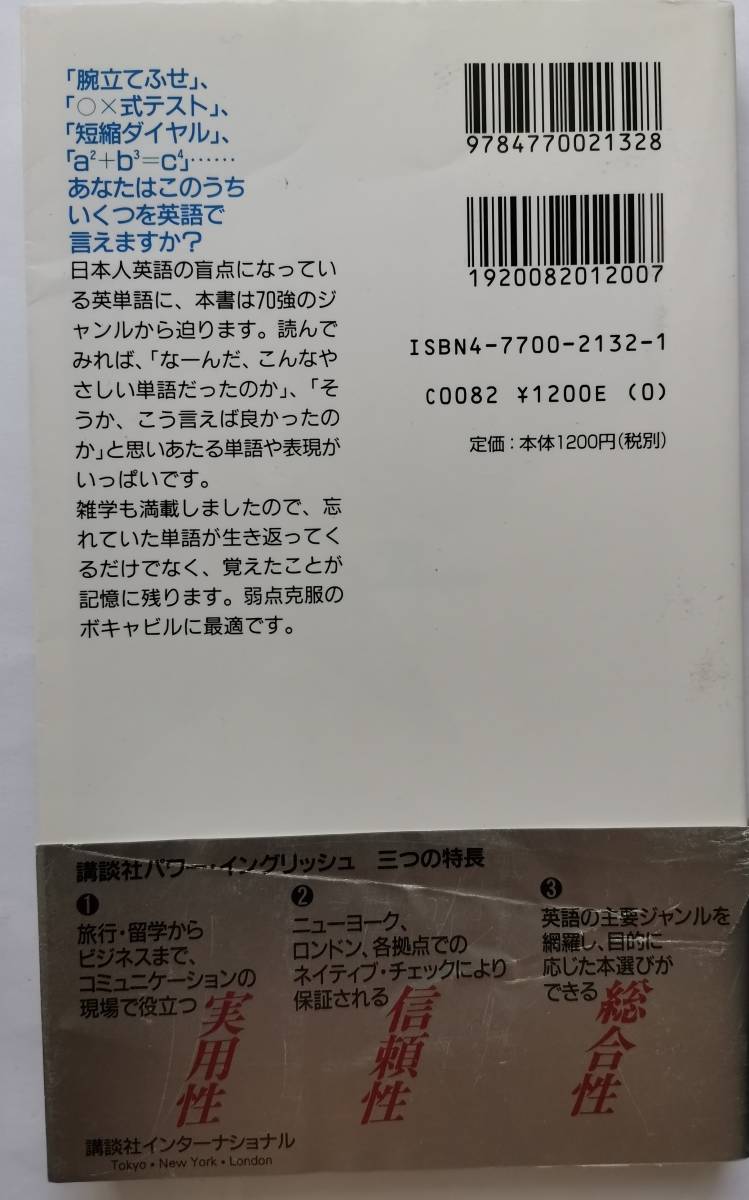 「腕立てふせ」、
「○×式テスト」、
「短縮ダイヤル」、
「a²+b³=c⁴」……
あなたはこのうち
いくつを英語で
言えますか?
日本人英語の盲点になってい
る英単語に、本書は70強のジ
ャンルから迫ります。読んで
みれば、「なーんだ、こんなや
さしい単語だったのか」、「そ
うか、こう言えば良かったの
か」と思いあたる単語や表現が
いっぱいです。
雑学も満載しましたので、忘
れていた単語が生き返ってく
るだけでなく、覚えたことが
記憶に残ります。弱点克服の
ボキャビルに最適です。
9784770021328
1920082012007
ISBN4-7700-2132-1
C0082 ¥1200E (0)
定価:本体1200円(税別)
講談社パワー・イングリッシュ 三つの特長
❶
旅行・留学から
ビジネスまで、
コミュニケーションの
現場で役立つ
実用性
❷
ニューヨーク、
ロンドン、各拠点での
ネイティブ・チェックにより
保証される
信頼性
❸
英語の主要ジャンルを
網羅し、目的に
応じた本選びが
できる
総合性
講談社インターナショナル
Tokyo・New York・London